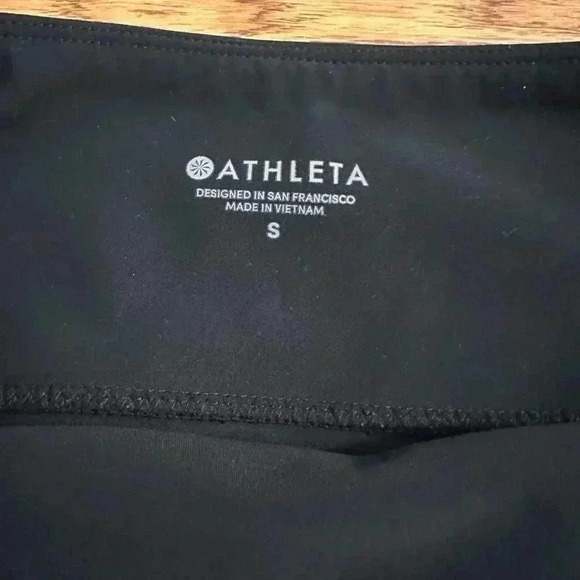 ATHLETA
DESIGNED IN SAN FRANCISCO
MADE IN VIETNAM
S